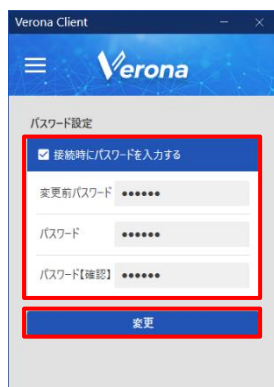 Verona Client
Verona
パスワード設定
接続時にパスワードを入力する
変更前パスワード ●●●●●●
パスワード ●●●●●●
パスワード【確認】 ●●●●●●
変更